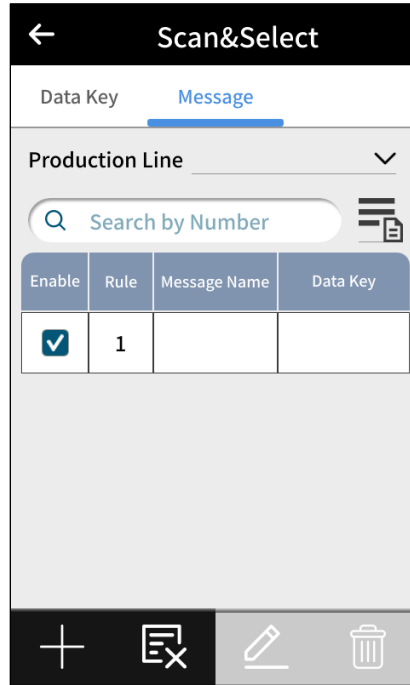 Scan&Select
Data Key Message
Production Line
Search by Number
Enable Rule Message Name Data Key
1